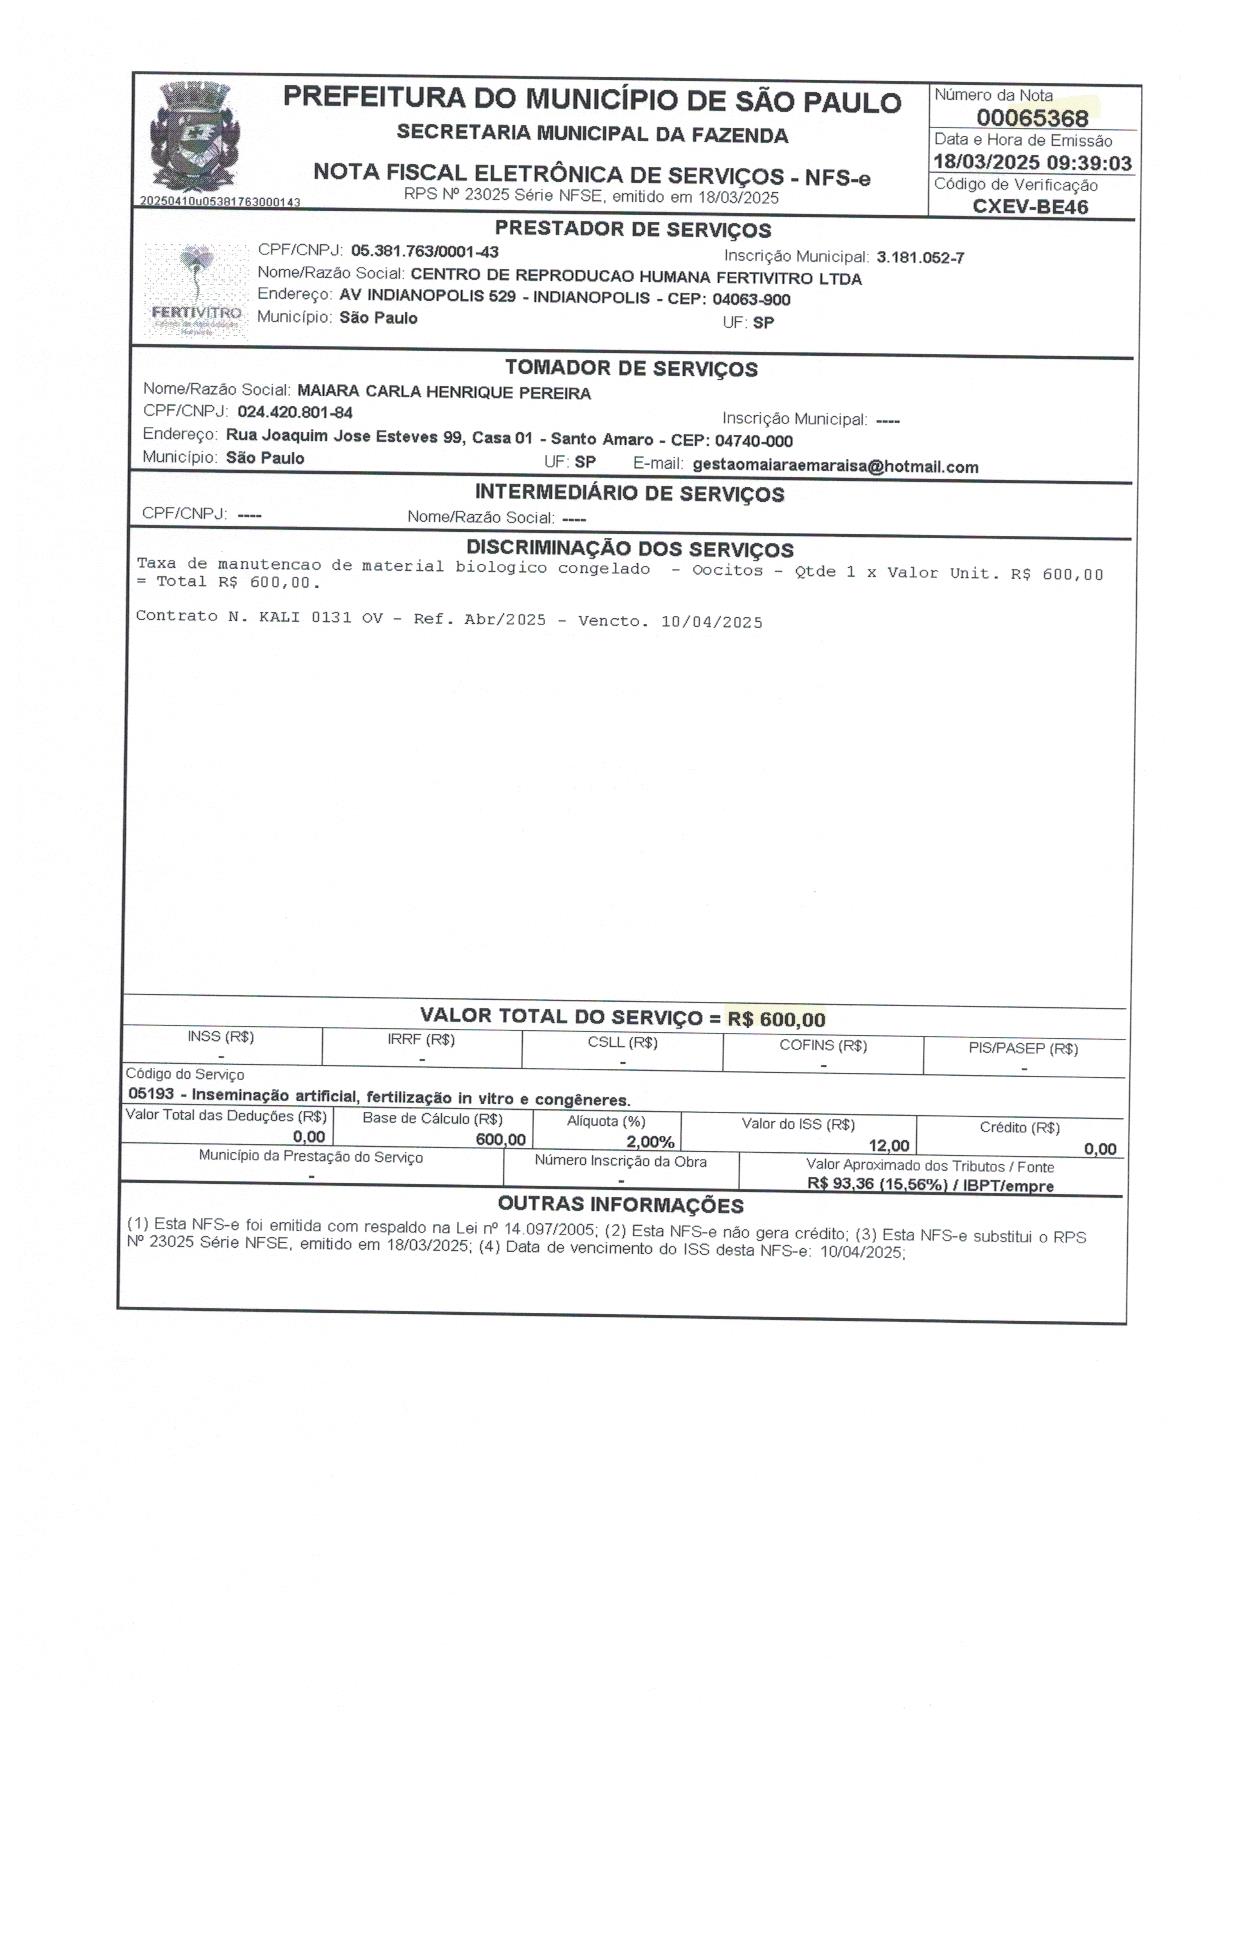 PREFEITURA DO MUNICÍPIO DE SÃO PAULO
SECRETARIA MUNICIPAL DA FAZENDA
NOTA FISCAL ELETRÔNICA DE SERVIÇOS - NFS-e
RPS Nº 23025 Série NFSE, emitido em 18/03/2025
20250410u05381763000143
Número da Nota
00065368
Data e Hora de Emissão
18/03/2025 09:39:03
Código de Verificação
CXEV-BE46
PRESTADOR DE SERVIÇOS
FERTIVITRO
CPF/CNPJ: 05.381.763/0001-43 Inscrição Municipal: 3.181.052-7
Nome/Razão Social: CENTRO DE REPRODUCAO HUMANA FERTIVITRO LTDA
Endereço: AV INDIANOPOLIS 529 - INDIANOPOLIS - CEP: 04063-900
Município: São Paulo UF: SP
TOMADOR DE SERVIÇOS
Nome/Razão Social: MAIARA CARLA HENRIQUE PEREIRA
CPF/CNPJ: 024.420.801-84 Inscrição Municipal: ----
Endereço: Rua Joaquim Jose Esteves 99, Casa 01 - Santo Amaro - CEP: 04740-000
Município: São Paulo UF: SP E-mail: gestaomaiaraemaraisa@hotmail.com
INTERMEDIÁRIO DE SERVIÇOS
CPF/CNPJ: ---- Nome/Razão Social: ----
DISCRIMINAÇÃO DOS SERVIÇOS
Taxa de manutencao de material biologico congelado - Oocitos - Qtde 1 x Valor Unit. R$ 600,00
= Total R$ 600,00.
Contrato N. KALI 0131 OV - Ref. Abr/2025 - Vencto. 10/04/2025
VALOR TOTAL DO SERVIÇO = R$ 600,00
INSS (R$) IRRF (R$) CSLL (R$) COFINS (R$) PIS/PASEP (R$)
- - - - -
Código do Serviço
05193 - Inseminação artificial, fertilização in vitro e congêneres.
Valor Total das Deduções (R$) Base de Cálculo (R$) Alíquota (%) Valor do ISS (R$) Crédito (R$)
0,00 600,00 2,00% 12,00 0,00
Município da Prestação do Serviço Número Inscrição da Obra Valor Aproximado dos Tributos / Fonte
- - R$ 93,36 (15,56%) / IBPT/empre
OUTRAS INFORMAÇÕES
(1) Esta NFS-e foi emitida com respaldo na Lei nº 14.097/2005; (2) Esta NFS-e não gera crédito; (3) Esta NFS-e substitui o RPS
Nº 23025 Série NFSE, emitido em 18/03/2025; (4) Data de vencimento do ISS desta NFS-e: 10/04/2025;